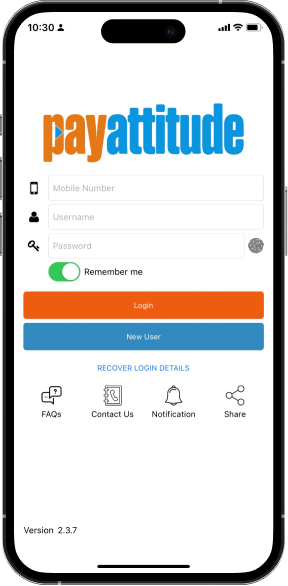 10:30
payattitude
Mobile Number
Username
Password
Remember me
Login
New User
RECOVER LOGIN DETAILS
FAQs Contact Us Notification Share
Version 2.3.7